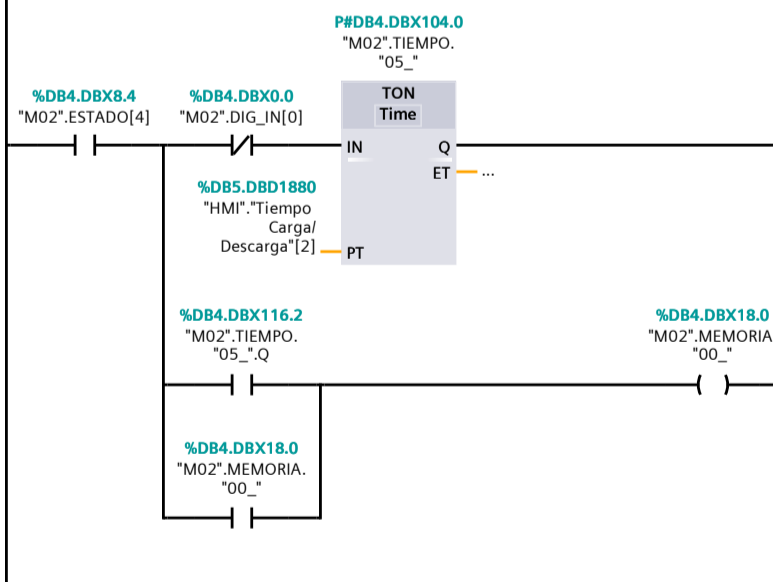 P#DB4.DBX104.0
"M02".TIEMPO.
"05_"
%DB4.DBX8.4
"M02".ESTADO[4]
%DB4.DBX0.0
"M02".DIG_IN[0]
TON
Time
IN
Q
ET
...
%DB5.DBD1880
"HMI"."Tiempo
Carga/
Descarga"[2]
PT
%DB4.DBX116.2
"M02".TIEMPO.
"05_".Q
%DB4.DBX18.0
"M02".MEMORIA
"00_"
%DB4.DBX18.0
"M02".MEMORIA.
"00_"